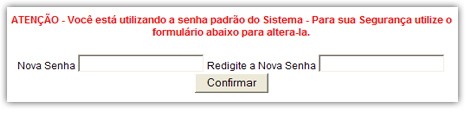 ATENÇÃO - Você está utilizando a senha padrão do Sistema - Para sua Segurança utilize o
formulário abaixo para altera-la.
Nova Senha Redigite a Nova Senha
Confirmar